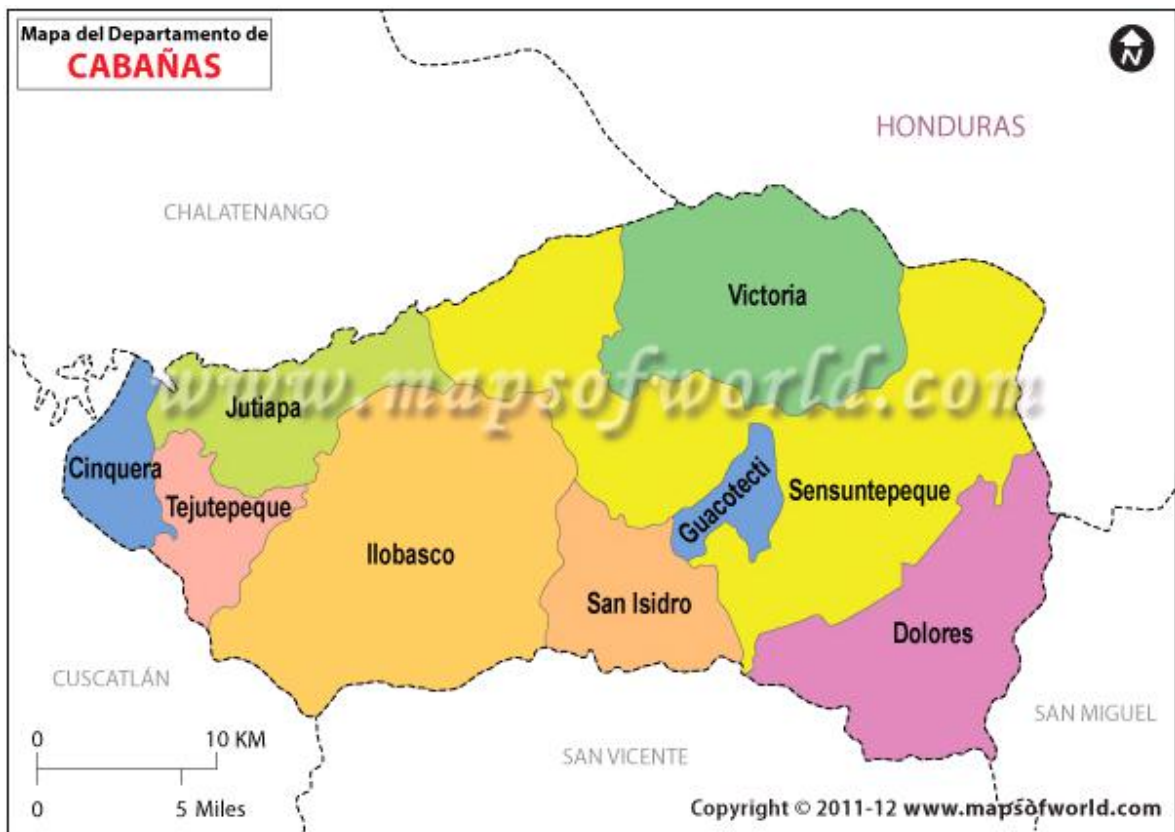 Mapa del Departamento de
CABAÑAS
N
HONDURAS
CHALATENANGO
Victoria
www.mapsofworld.com
Jutiapa
Cinquera
Tejutepeque
Guacotecti
Sensuntepeque
Ilobasco
San Isidro
Dolores
CUSCATLÁN
SAN MIGUEL
SAN VICENTE
0 10 KM
0 5 Miles
Copyright © 2011-12 www.mapsofworld.com